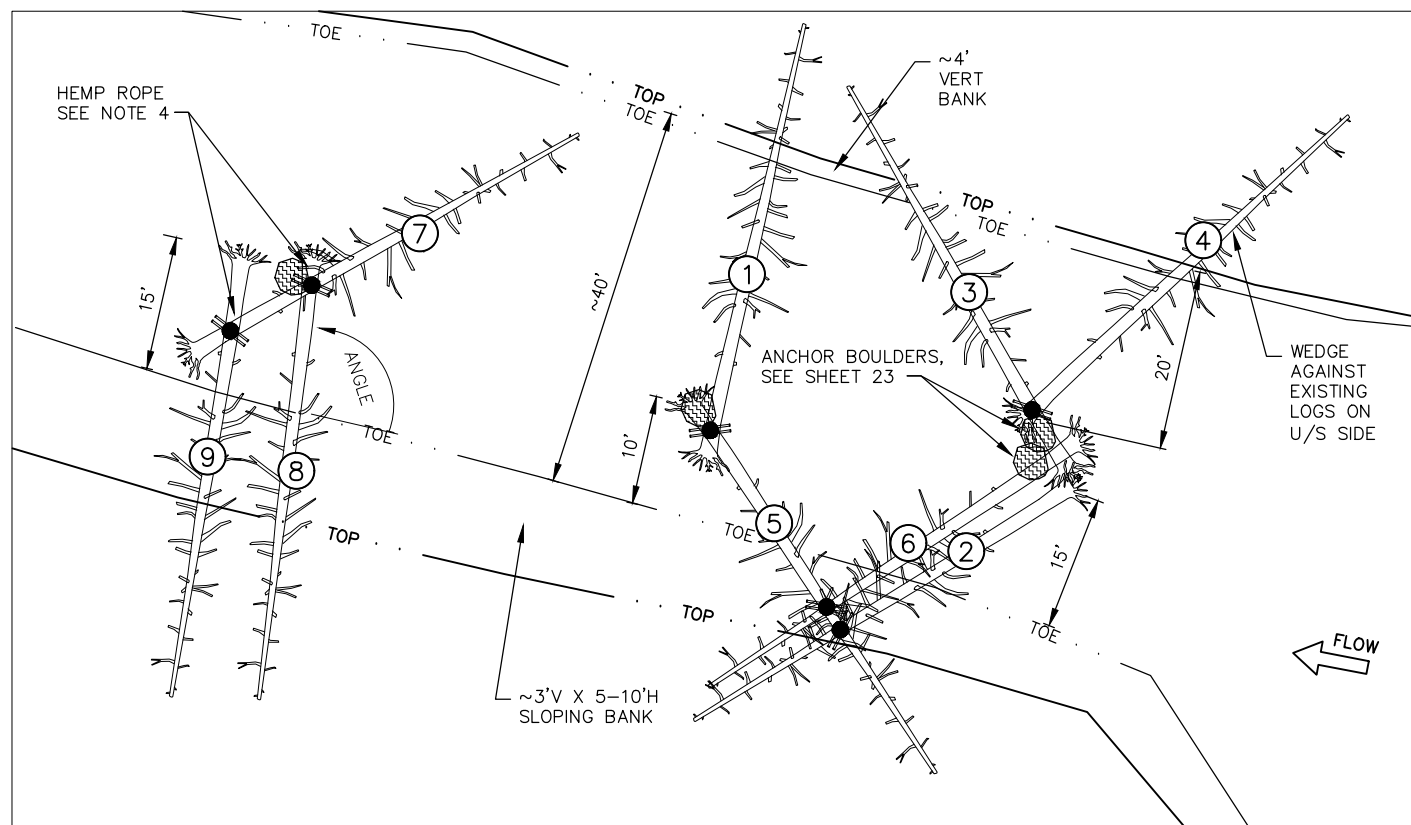 TOE
HEMP ROPE
SEE NOTE 4
TOP
TOE
~4'
VERT
BANK
7
15'
ANGLE
TOE
9
8
TOP
~40'
1
3
TOP
TOE
4
ANCHOR BOULDERS,
SEE SHEET 23
20'
WEDGE
AGAINST
EXISTING
LOGS ON
U/S SIDE
10'
TOE
5
6
2
15'
TOE
TOP
~3'V X 5–10'H
SLOPING BANK
FLOW